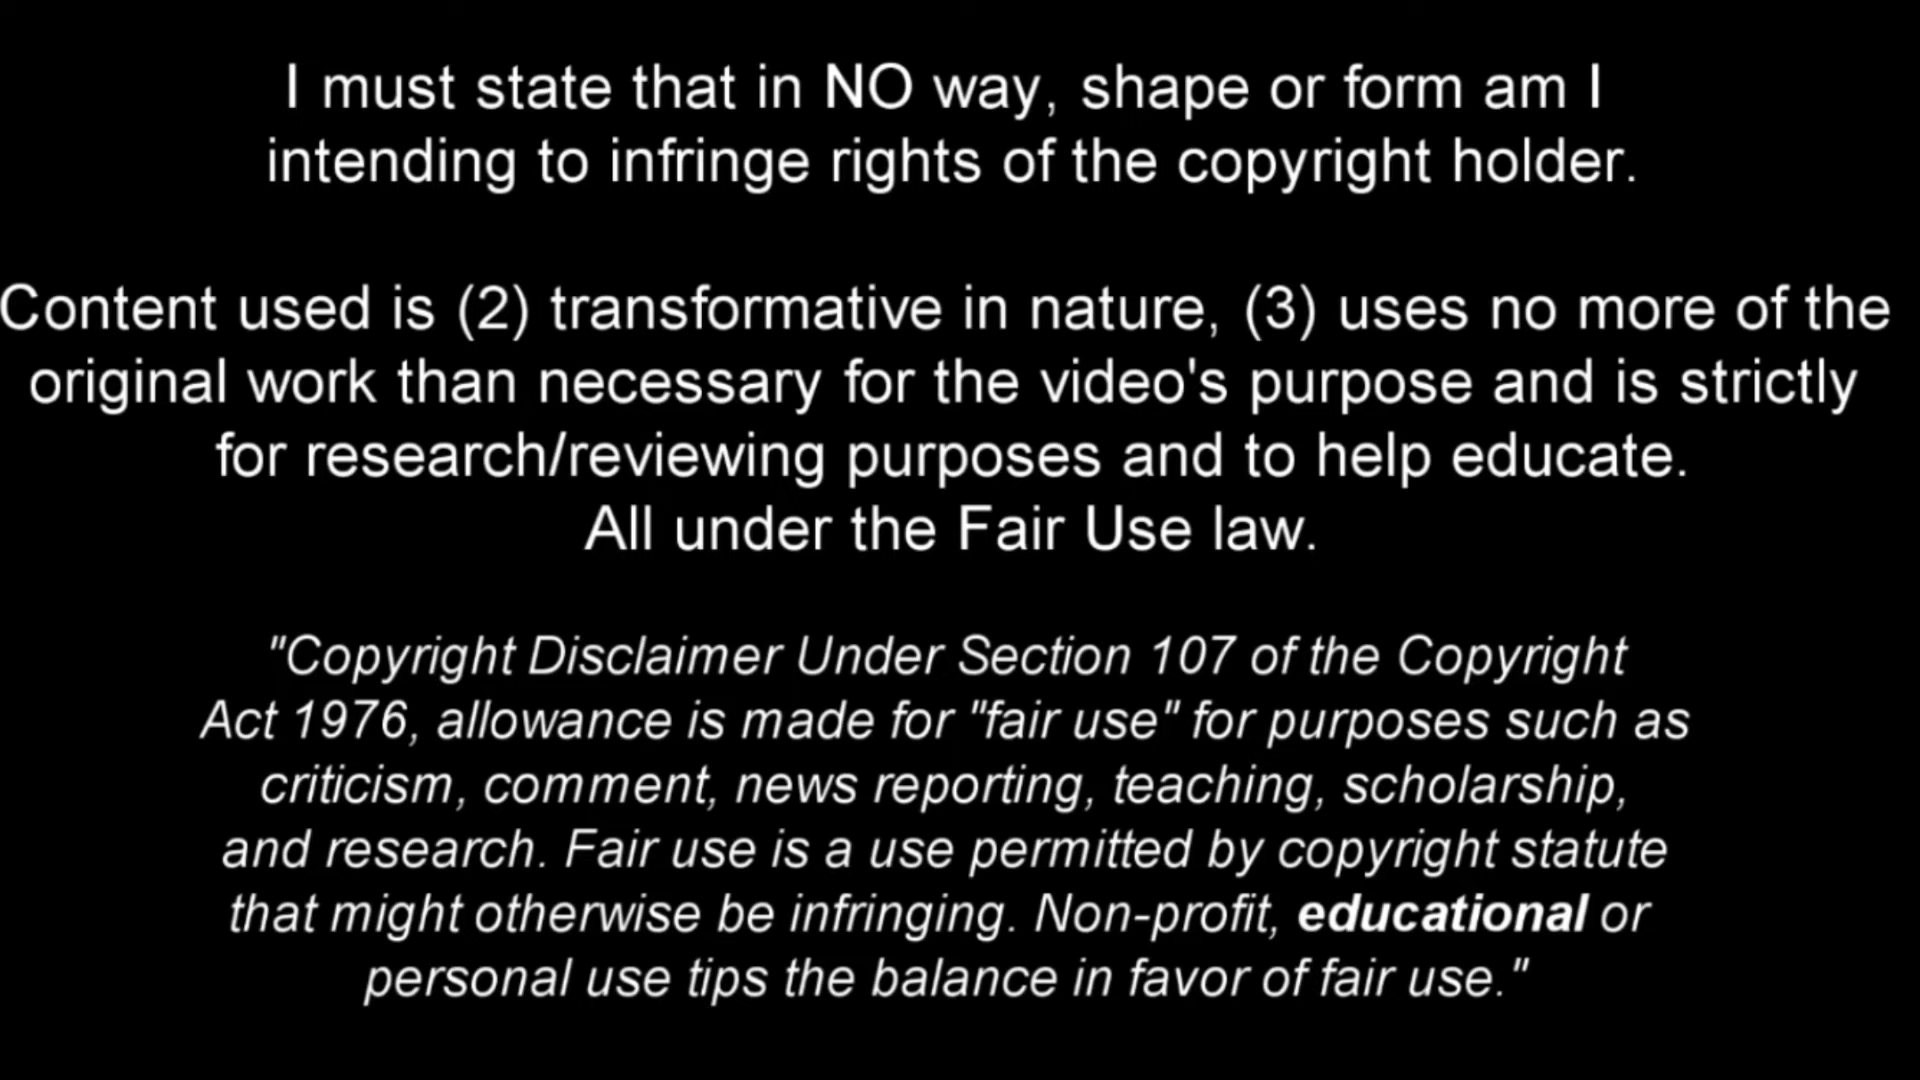 I must state that in NO way, shape or form am I
intending to infringe rights of the copyright holder.
Content used is (2) transformative in nature, (3) uses no more of the
original work than necessary for the video's purpose and is strictly
for research/reviewing purposes and to help educate.
All under the Fair Use law.
"Copyright Disclaimer Under Section 107 of the Copyright
Act 1976, allowance is made for "fair use" for purposes such as
criticism, comment, news reporting, teaching, scholarship,
and research. Fair use is a use permitted by copyright statute
that might otherwise be infringing. Non-profit, educational or
personal use tips the balance in favor of fair use."